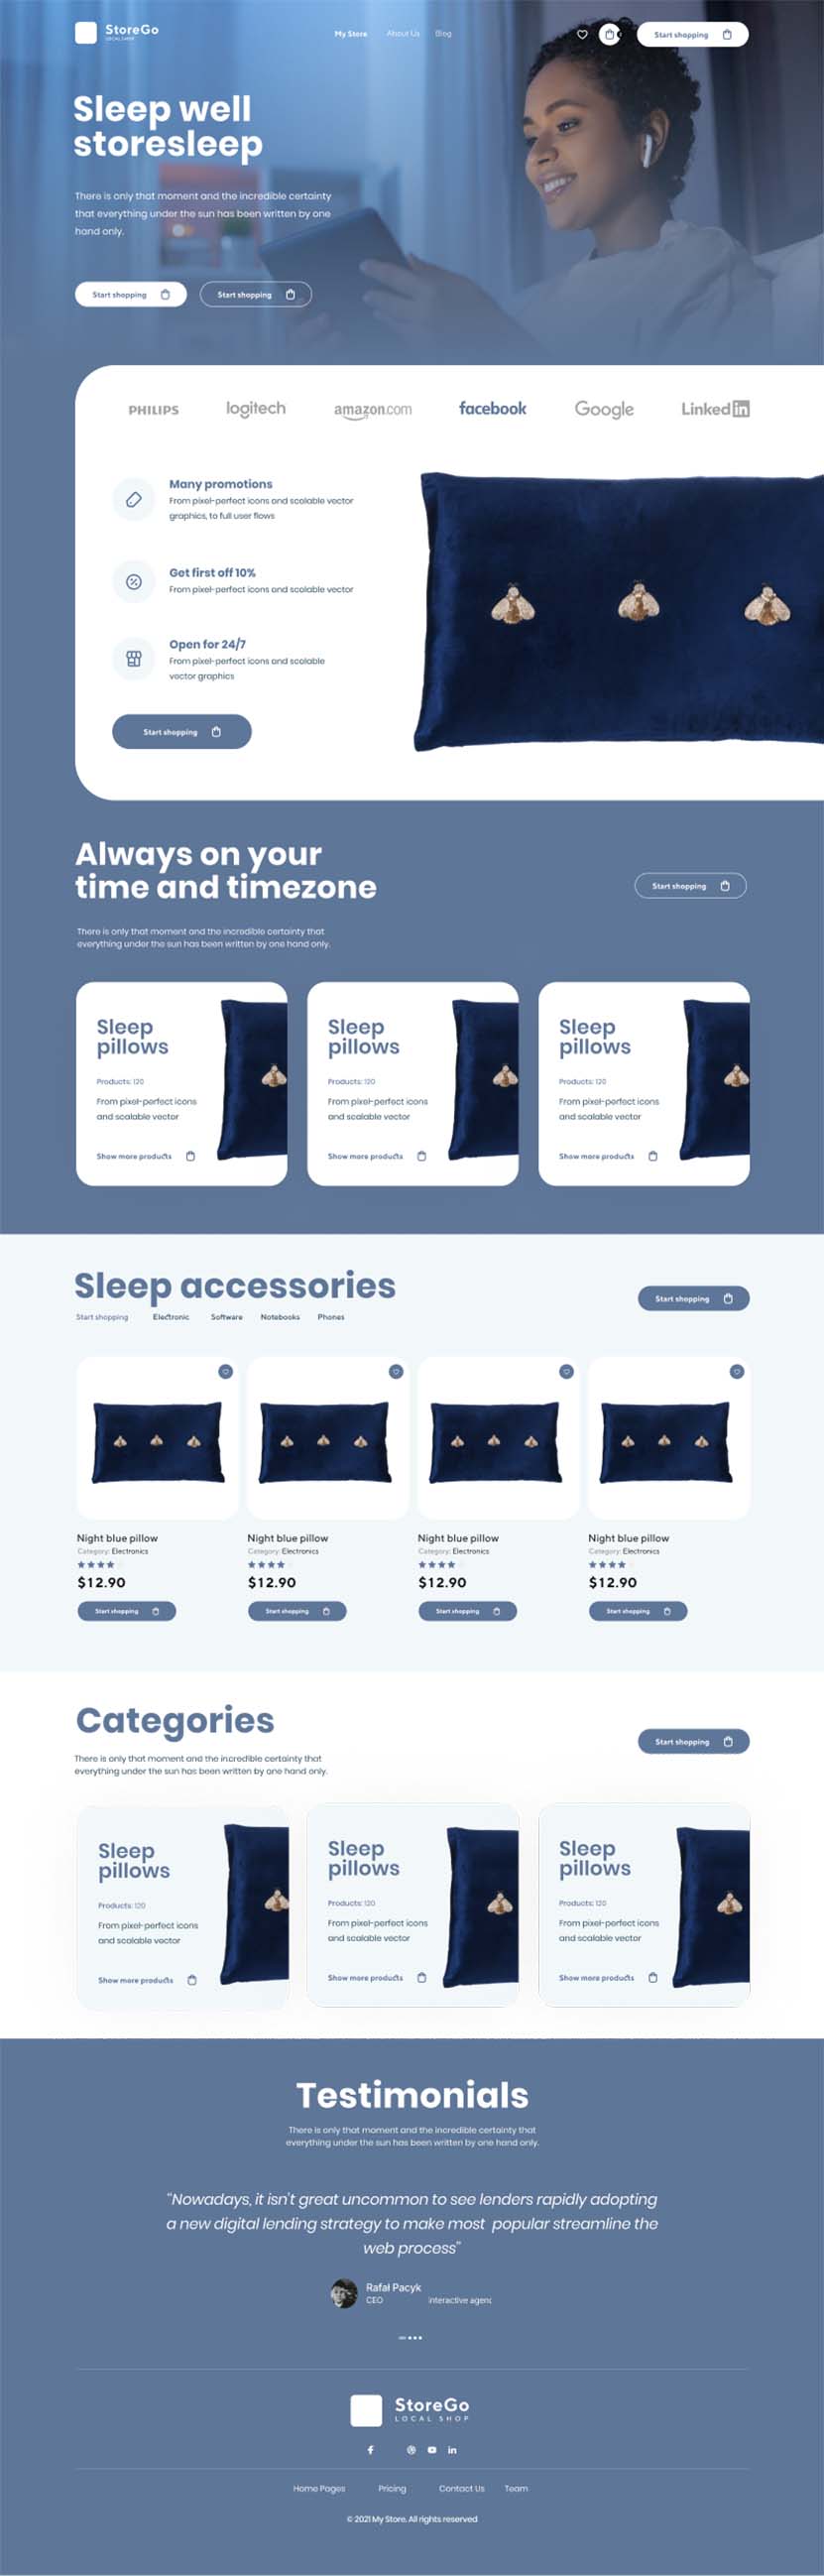 StoreGo
LOCAL SHOP
My Store
About Us
Blog
Start shopping
Sleep well
storesleep
There is only that moment and the incredible certainty
that everything under the sun has been written by one
hand only.
Start shopping
Start shopping
PHILIPS
logitech
amazon.com
facebook
Google
Linkedin
Many promotions
From pixel-perfect icons and scalable vector
graphics, to full user flows
Get first off 10%
From pixel-perfect icons and scalable vector
Open for 24/7
From pixel-perfect icons and scalable
vector graphics
Start shopping
Always on your
time and timezone
Start shopping
There is only that moment and the incredible certainty that
everything under the sun has been written by one hand only.
Sleep
pillows
Products: 120
From pixel-perfect icons
and scalable vector
Show more products
Sleep
pillows
Products: 120
From pixel-perfect icons
and scalable vector
Show more products
Sleep
pillows
Products: 120
From pixel-perfect icons
and scalable vector
Show more products
Sleep accessories
Start shopping
Start shopping
Electronic
Software
Notebooks
Phones
Night blue pillow
Category: Electronics
$12.90
Start shopping
Night blue pillow
Category: Electronics
$12.90
Start shopping
Night blue pillow
Category: Electronics
$12.90
Start shopping
Night blue pillow
Category: Electronics
$12.90
Start shopping
Categories
Start shopping
There is only that moment and the incredible certainty that
everything under the sun has been written by one hand only.
Sleep
pillows
Products: 120
From pixel-perfect icons
and scalable vector
Show more products
Sleep
pillows
Products: 120
From pixel-perfect icons
and scalable vector
Show more products
Sleep
pillows
Products: 120
From pixel-perfect icons
and scalable vector
Show more products
Testimonials
There is only that moment and the incredible certainty that
everything under the sun has been written by one hand only.
"Nowadays, it isn't great uncommon to see lenders rapidly adopting
a new digital lending strategy to make most popular streamline the
web process"
Rafał Pacyk
CEO
interactive agenc
StoreGo
LOCAL SHOP
Home Pages
Pricing
Contact Us
Team
© 2021 My Store. All rights reserved